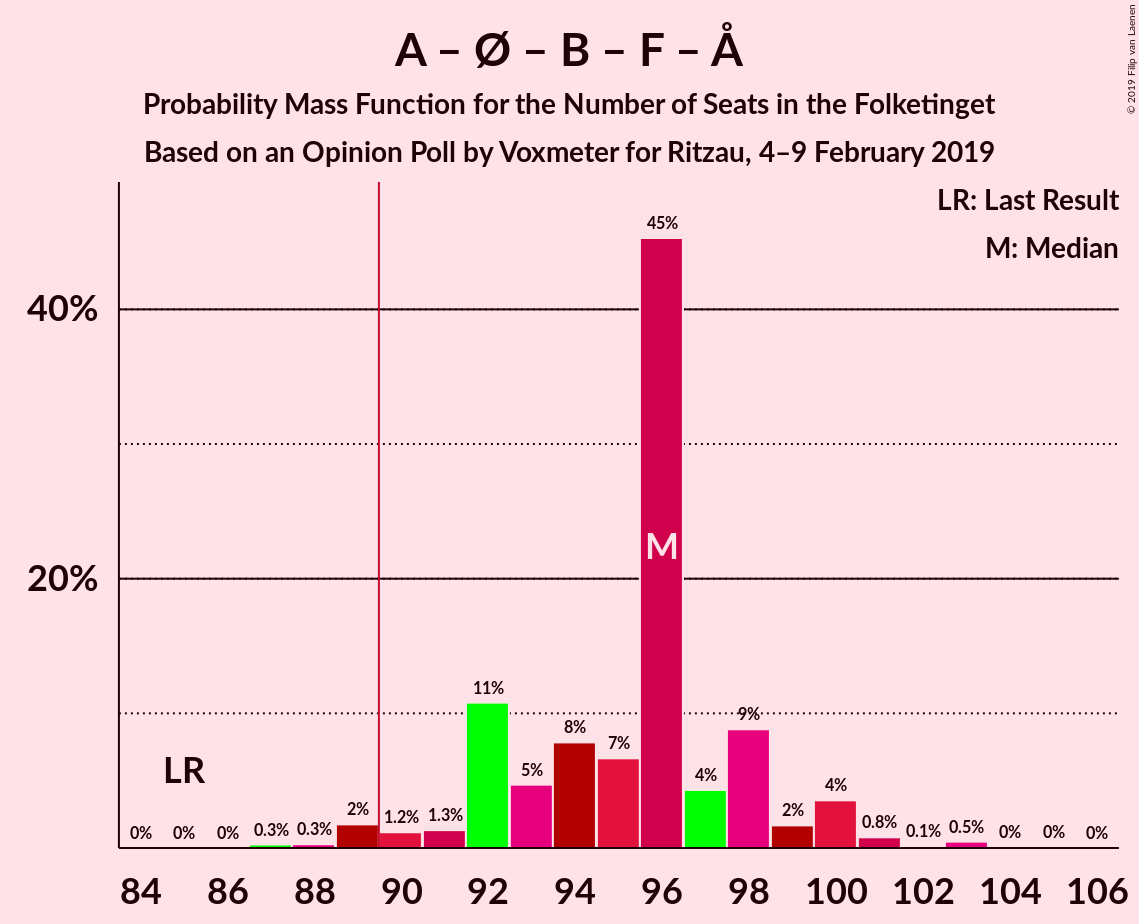 A – Ø – B – F – Å
Probability Mass Function for the Number of Seats in the Folketinget
Based on an Opinion Poll by Voxmeter for Ritzau, 4–9 February 2019
© 2019 Filip van Laenen
LR: Last Result
M: Median
45%
40%
M
20%
11%
9%
8%
7%
5%
4%
4%
LR
2%
2%
0%
0%
0%
0.3%
0.3%
1.2%
1.3%
0.8%
0.1%
0.5%
0%
0%
0%
84 86 88 90 92 94 96 98 100 102 104 106